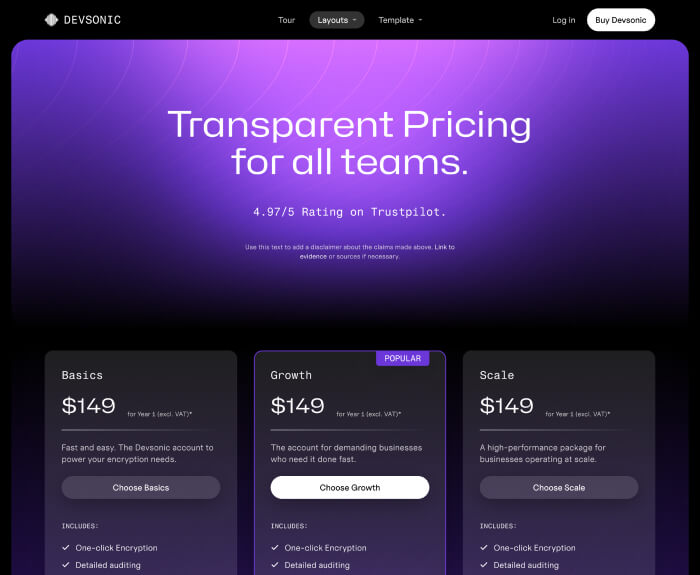 DEVSONIC
Tour
Layouts
Template
Log in
Buy Devsonic
Transparent Pricing
for all teams.
4.97/5 Rating on Trustpilot.
Use this text to add a disclaimer about the claims made above. Link to
evidence or sources if necessary.
Basics
$149 for Year 1 (excl. VAT)*
Fast and easy. The Devsonic account to
power your encryption needs.
Choose Basics
INCLUDES:
One-click Encryption
Detailed auditing
POPULAR
Growth
$149 for Year 1 (excl. VAT)*
The account for demanding businesses
who need it done fast.
Choose Growth
INCLUDES:
One-click Encryption
Detailed auditing
Scale
$149 for Year 1 (excl. VAT)*
A high-performance package for
businesses operating at scale.
Choose Scale
INCLUDES:
One-click Encryption
Detailed auditing